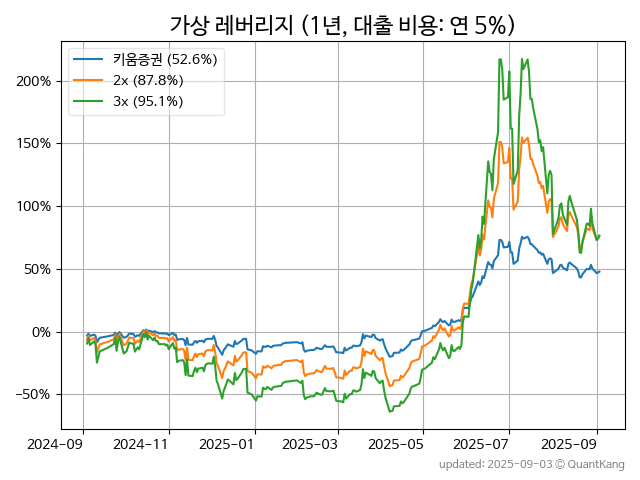 가상 레버리지 (1년, 대출 비용: 연 5%)
키움증권 (52.6%)
2x (87.8%)
3x (95.1%)
200%
150%
100%
50%
0%
−50%
2024-09 2024-11 2025-01 2025-03 2025-05 2025-07 2025-09
updated: 2025-09-03 © QuantKang